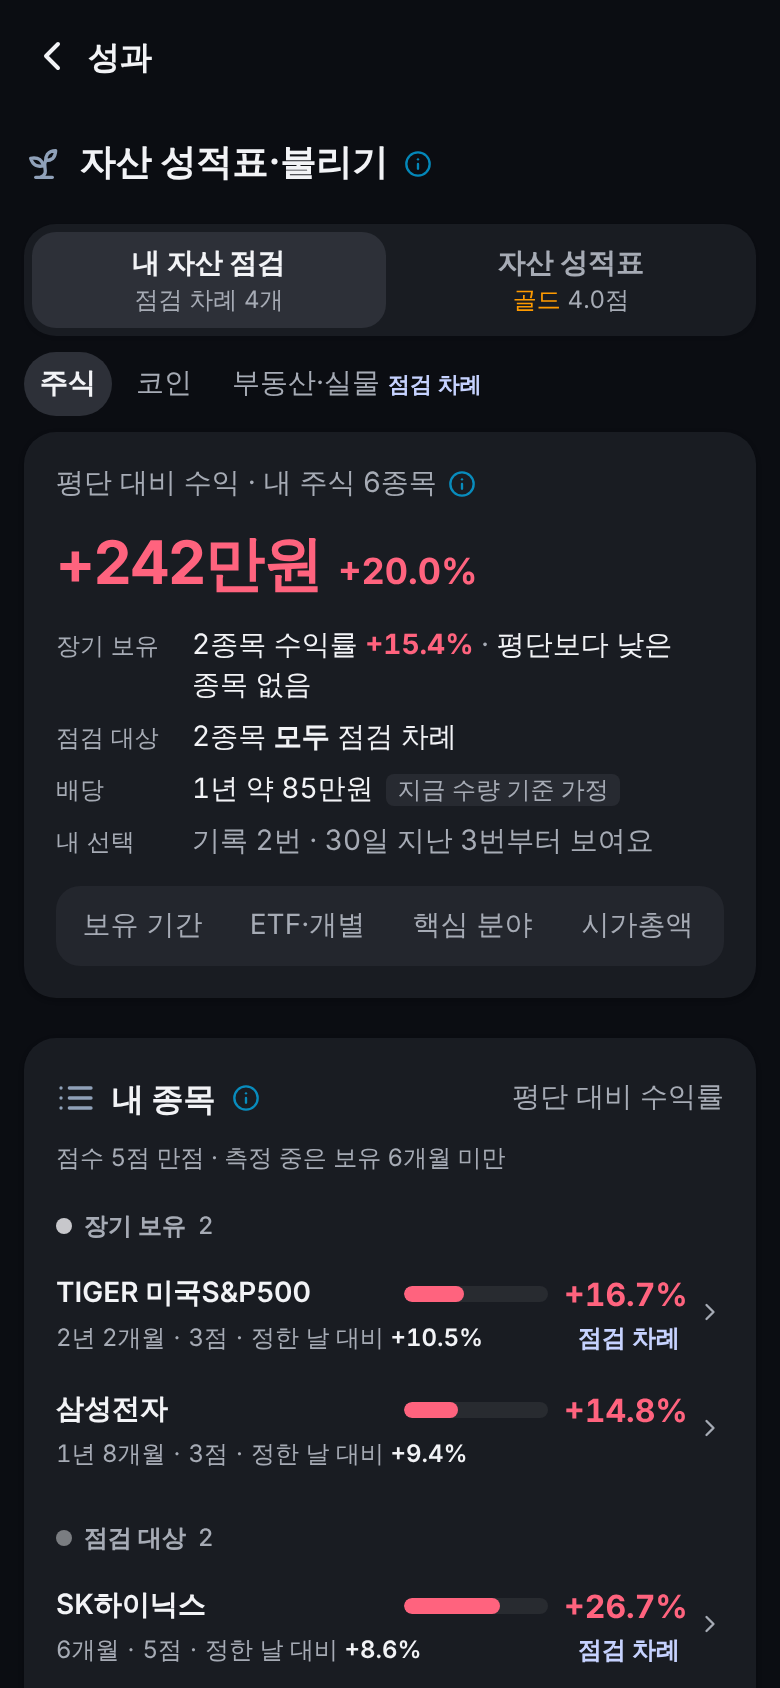 성과
자산 성적표·불리기
내 자산 점검
점검 차례 4개
자산 성적표
골드 4.0점
주식 코인 부동산·실물 점검 차례
평단 대비 수익 · 내 주식 6종목
+242만원 +20.0%
장기 보유 2종목 수익률 +15.4% · 평단보다 낮은
종목 없음
점검 대상 2종목 모두 점검 차례
배당 1년 약 85만원 지금 수량 기준 가정
내 선택 기록 2번 · 30일 지난 3번부터 보여요
보유 기간 ETF·개별 핵심 분야 시가총액
내 종목 평단 대비 수익률
점수 5점 만점 · 측정 중은 보유 6개월 미만
장기 보유 2
TIGER 미국S&P500 +16.7%
2년 2개월 · 3점 · 정한 날 대비 +10.5% 점검 차례
삼성전자 +14.8%
1년 8개월 · 3점 · 정한 날 대비 +9.4%
점검 대상 2
SK하이닉스 +26.7%
6개월 · 5점 · 정한 날 대비 +8.6% 점검 차례